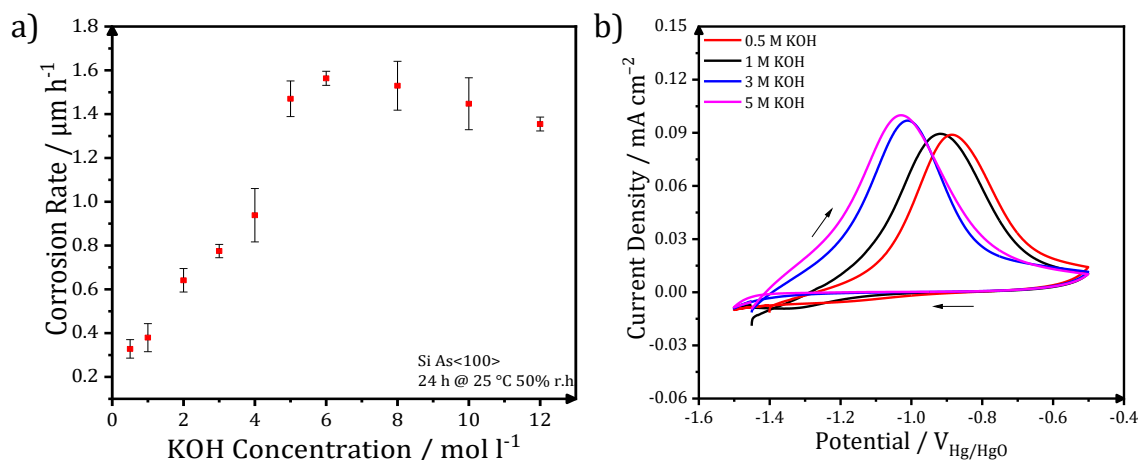 a)
Corrosion Rate / µm h⁻¹
1.8
1.6
1.4
1.2
1.0
0.8
0.6
0.4
0.2
0 2 4 6 8 10 12
KOH Concentration / mol l⁻¹
Si As<100>
24 h @ 25 °C 50% r.h
b)
Current Density / mA cm⁻²
0.15
0.12
0.09
0.06
0.03
0.00
-0.03
-0.06
-1.6 -1.4 -1.2 -1.0 -0.8 -0.6 -0.4
Potential / V Hg/HgO
0.5 M KOH
1 M KOH
3 M KOH
5 M KOH